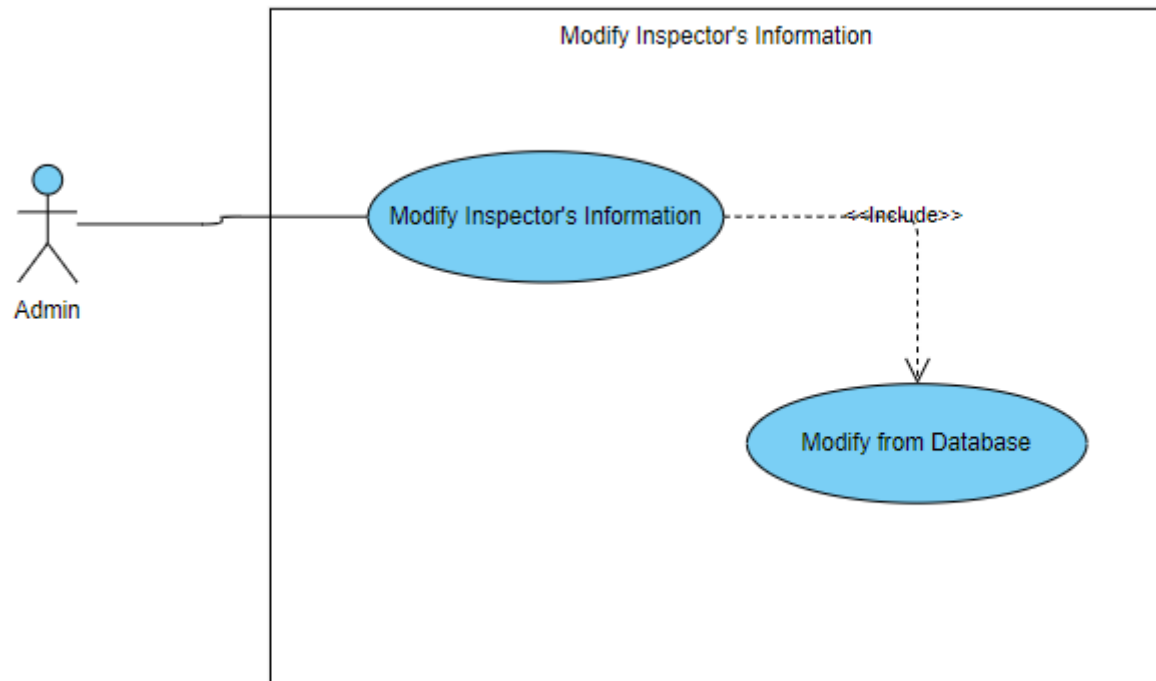 Modify Inspector's Information
Modify Inspector's Information
<<Include>>
Admin
Modify from Database